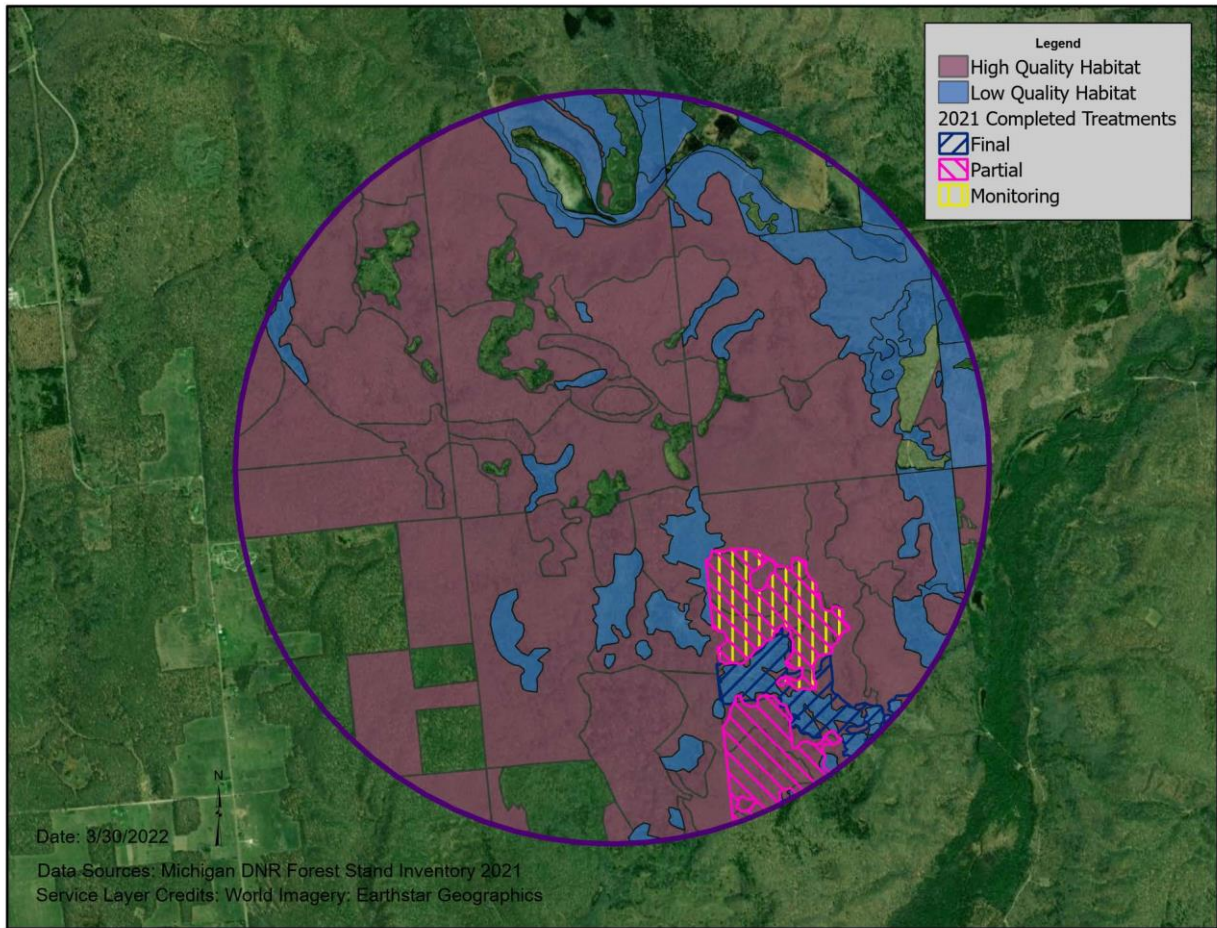 Legend
High Quality Habitat
Low Quality Habitat
2021 Completed Treatments
Final
Partial
Monitoring
N
Date: 3/30/2022
Data Sources: Michigan DNR Forest Stand Inventory 2021
Service Layer Credits: World Imagery: Earthstar Geographics